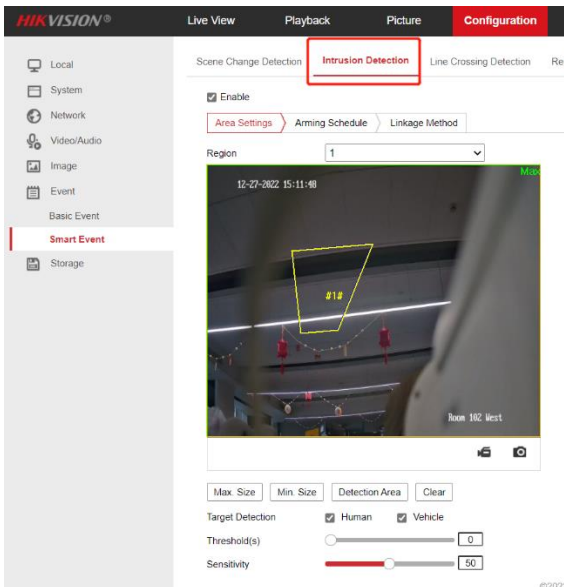 HIKVISION®
Live View Playback Picture Configuration
Local
System
Network
Video/Audio
Image
Event
Basic Event
Smart Event
Storage
Scene Change Detection Intrusion Detection Line Crossing Detection Re
Enable
Area Settings Arming Schedule Linkage Method
Region 1
Max
12-27-2022 15:11:48
#1#
Room 102 West
Max. Size Min. Size Detection Area Clear
Target Detection Human Vehicle
Threshold(s) 0
Sensitivity 50